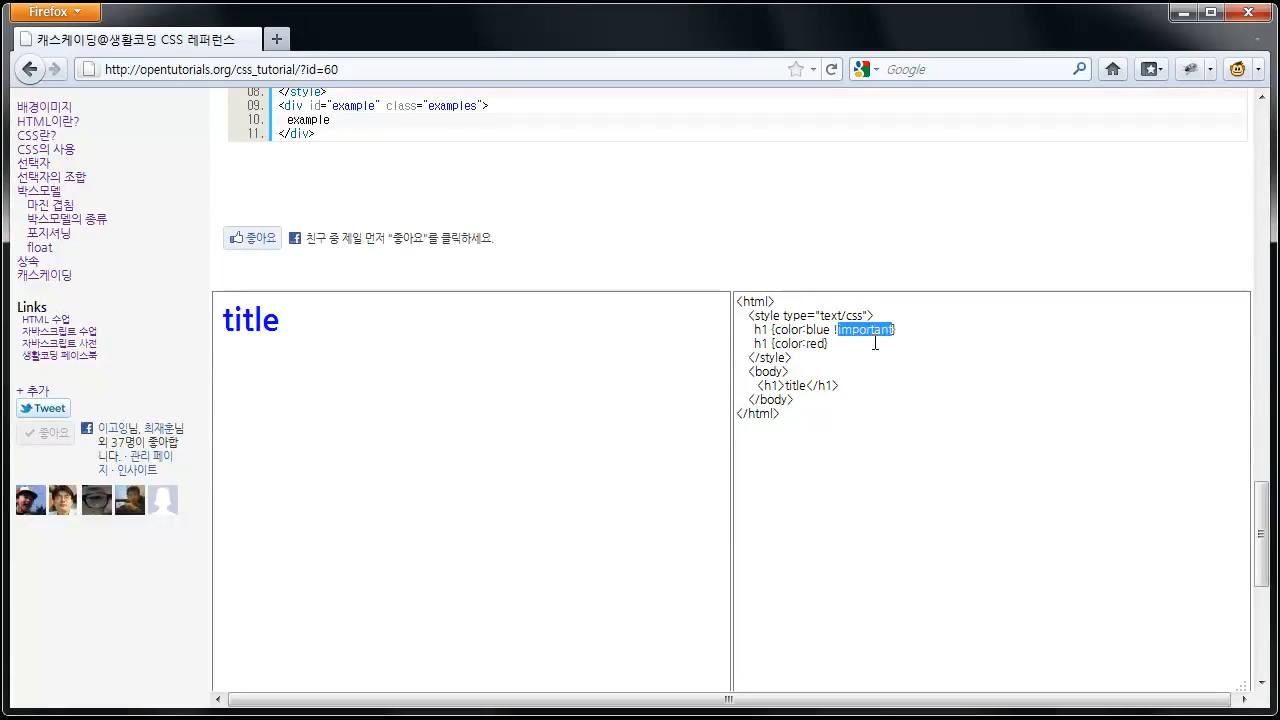 Firefox
캐스케이딩@생활코딩 CSS 레퍼런스
http://opentutorials.org/css_tutorial/?id=60
Google
배경이미지
HTML이란?
CSS란?
CSS의 사용
선택자
선택자의 조합
박스모델
마진 겹침
박스모델의 종류
포지셔닝
float
상속
캐스케이딩
Links
HTML 수업
자바스크립트 수업
자바스크립트 사전
생활코딩 페이스북
+ 추가
Tweet
좋아요
이고잉님, 최재훈님
외 37명이 좋아합
니다. · 관리 페이
지 · 인사이트
08. </style>
09. <div id="example" class="examples">
10. example
11. </div>
좋아요 친구 중 제일 먼저 "좋아요"를 클릭하세요.
title
<html>
<style type="text/css">
h1 {color:blue !important}
h1 {color:red}
</style>
<body>
<h1>title</h1>
</body>
</html>